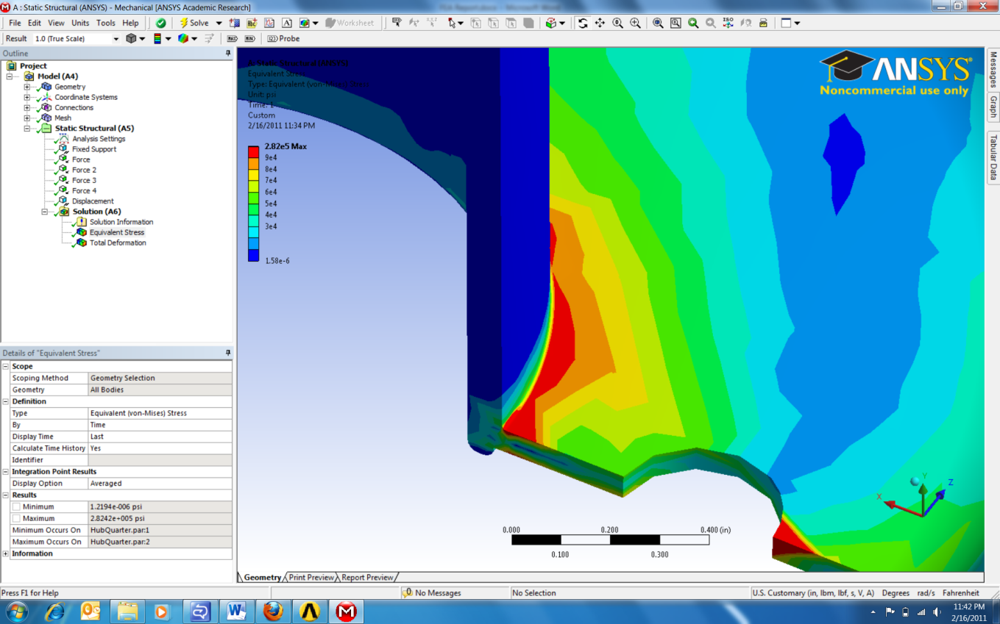 A : Static Structural (ANSYS) - Mechanical [ANSYS Academic Research]
File Edit View Units Tools Help Solve Worksheet
Result 1.0 (True Scale) Probe
Outline
Project
Model (A4)
Geometry
Coordinate Systems
Connections
Mesh
Static Structural (A5)
Analysis Settings
Fixed Support
Force
Force 2
Force 3
Force 4
Displacement
Solution (A6)
Solution Information
Equivalent Stress
Total Deformation
Details of "Equivalent Stress"
Scope
Scoping Method Geometry Selection
Geometry All Bodies
Definition
Type Equivalent (von-Mises) Stress
By Time
Display Time Last
Calculate Time History Yes
Identifier
Integration Point Results
Display Option Averaged
Results
Minimum 1.2194e-006 psi
Maximum 2.8242e+005 psi
Minimum Occurs On HubQuarter.par:1
Maximum Occurs On HubQuarter.par:2
Information
A: Static Structural (ANSYS)
Equivalent Stress
Type: Equivalent (von-Mises) Stress
Unit: psi
Time: 1
Custom
2/16/2011 11:34 PM
2.82e5 Max
9e4
8e4
7e4
6e4
5e4
4e4
3e4
1.58e-6
ANSYS
Noncommercial use only
Y
Z
X
0.000 0.200 0.400 (in)
0.100 0.300
Messages
Graph
Tabular Data
Geometry Print Preview Report Preview
Press F1 for Help 0 No Messages No Selection U.S. Customary (in, lbm, lbf, s, V, A) Degrees rad/s Fahrenheit
11:42 PM
2/16/2011